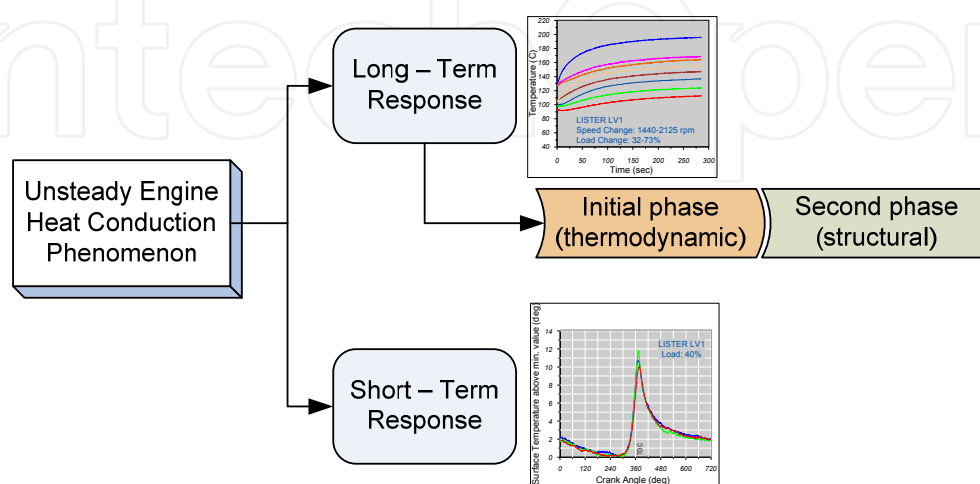 Unsteady Engine
Heat Conduction
Phenomenon
Long – Term
Response
Temperature (C)
220
200
180
160
140
120
100
80
60
40
LISTER LV1
Speed Change: 1440-2125 rpm
Load Change: 32-73%
0 50 100 150 200 250 300
Time (sec)
Initial phase
(thermodynamic)
Second phase
(structural)
Short – Term
Response
Surface Temperature above min. value (deg)
14
12
10
8
6
4
2
0
LISTER LV1
Load: 40%
TDC
0 120 240 360 480 600 720
Crank Angle (deg)